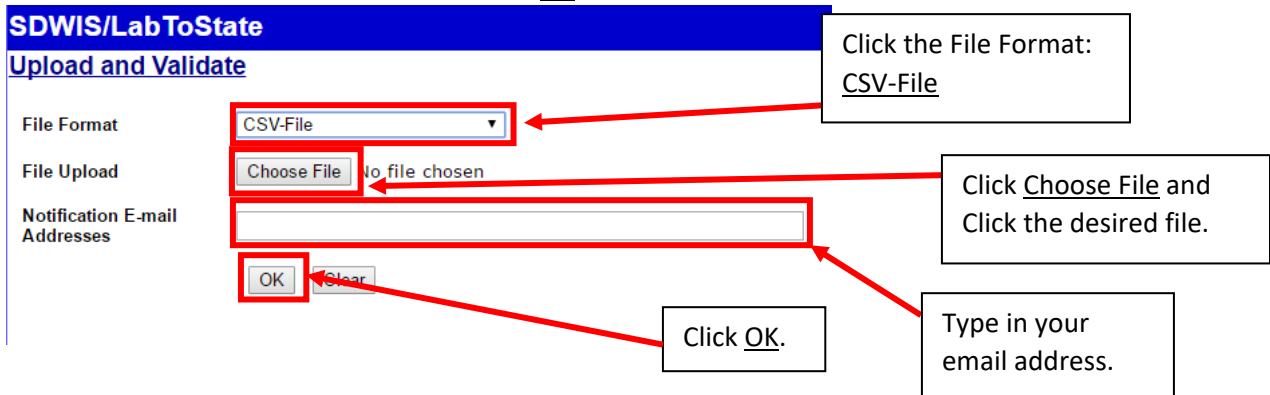 SDWIS/LabToState
Upload and Validate
Click the File Format:
CSV-File
File Format
CSV-File
File Upload
Choose File
No file chosen
Click Choose File and
Click the desired file.
Notification E-mail
Addresses
OK
Clear
Click OK.
Type in your
email address.